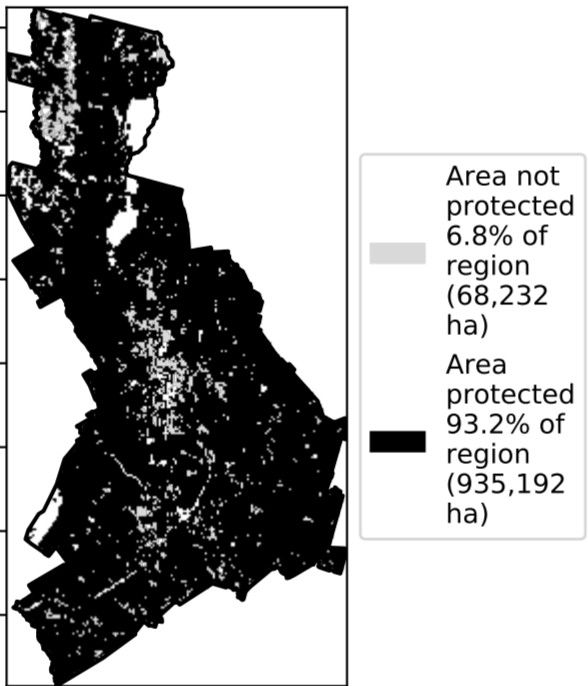 Area not
protected
6.8% of
region
(68,232
ha)
Area
protected
93.2% of
region
(935,192
ha)